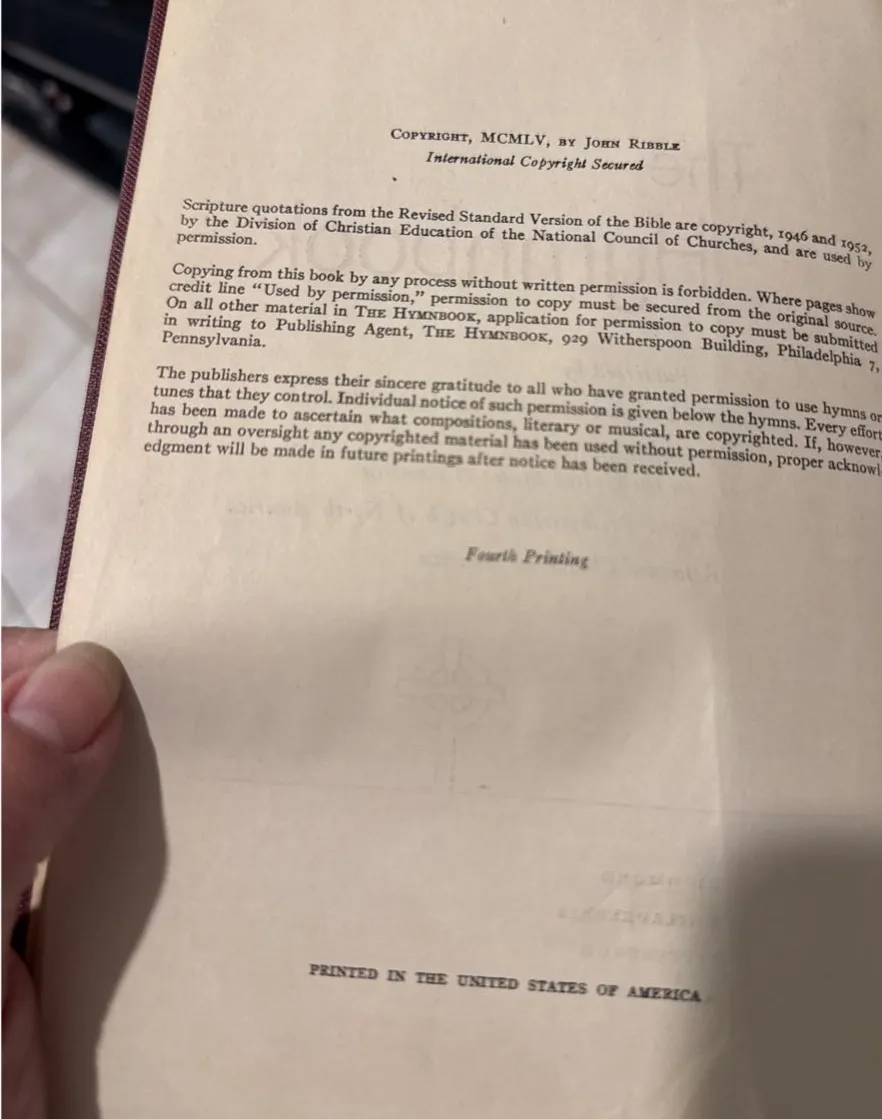 COPYRIGHT, MCMLV, BY JOHN RIBBLE
International Copyright Secured
Scripture quotations from the Revised Standard Version of the Bible are copyright, 1946 and 1952,
by the Division of Christian Education of the National Council of Churches, and are used by
permission.
Copying from this book by any process without written permission is forbidden. Where pages show
credit line "Used by permission," permission to copy must be secured from the original source.
On all other material in THE HYMNBOOK, application for permission to copy must be submitted
in writing to Publishing Agent, THE HYMNBOOK, 929 Witherspoon Building, Philadelphia 7,
Pennsylvania.
The publishers express their sincere gratitude to all who have granted permission to use hymns or
tunes that they control. Individual notice of such permission is given below the hymns. Every effort
has been made to ascertain what compositions, literary or musical, are copyrighted. If, however,
through an oversight any copyrighted material has been used without permission, proper acknowl
edgment will be made in future printings after notice has been received.
Fourth Printing
PRINTED IN THE UNITED STATES OF AMERICA